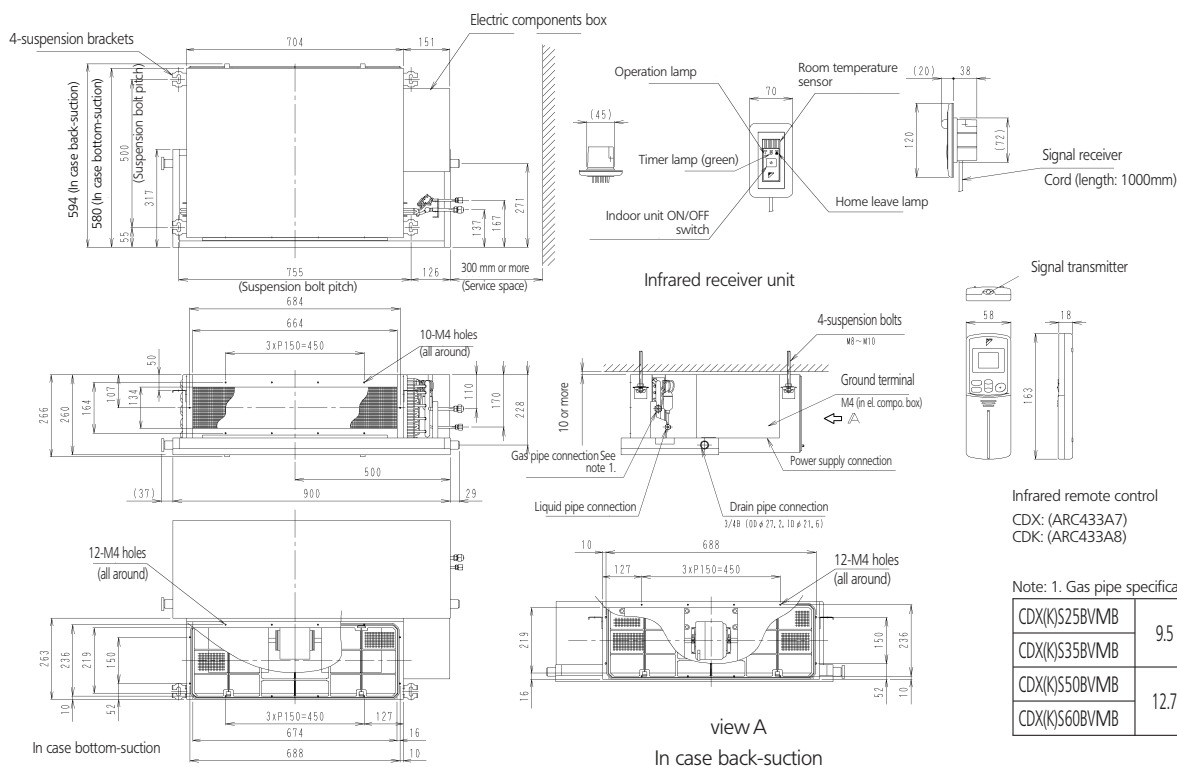 Electric components box
4-suspension brackets
704
151
594 (In case back-suction)
580 (In case bottom-suction)
(Suspension bolt pitch)
500
317
55
755
(Suspension bolt pitch)
126
137
167
271
300 mm or more
(Service space)
Operation lamp
Room temperature
sensor
(45)
70
Timer lamp (green)
Indoor unit ON/OFF
switch
Home leave lamp
(20)
38
120
(72)
Signal receiver
Cord (length: 1000mm)
Infrared receiver unit
Signal transmitter
58
18
163
684
664
3xP150=450
10-M4 holes
(all around)
50
107
134
164
260
266
110
170
228
500
(37)
900
29
4-suspension bolts
M8~M10
10 or more
Ground terminal
M4 (in el. compo. box)
A
Gas pipe connection See
note 1.
Power supply connection
Liquid pipe connection
Drain pipe connection
3/4B (ODφ27.2, IDφ21.6)
Infrared remote control
CDX: (ARC433A7)
CDK: (ARC433A8)
12-M4 holes
(all around)
263
236
219
150
10
52
3xP150=450
127
674
16
688
10
In case bottom-suction
10
688
127
3xP150=450
12-M4 holes
(all around)
219
16
150
236
52
10
view A
In case back-suction
Note: 1. Gas pipe specifica
CDX(K)S25BVMB
9.5
CDX(K)S35BVMB
CDX(K)S50BVMB
12.7
CDX(K)S60BVMB